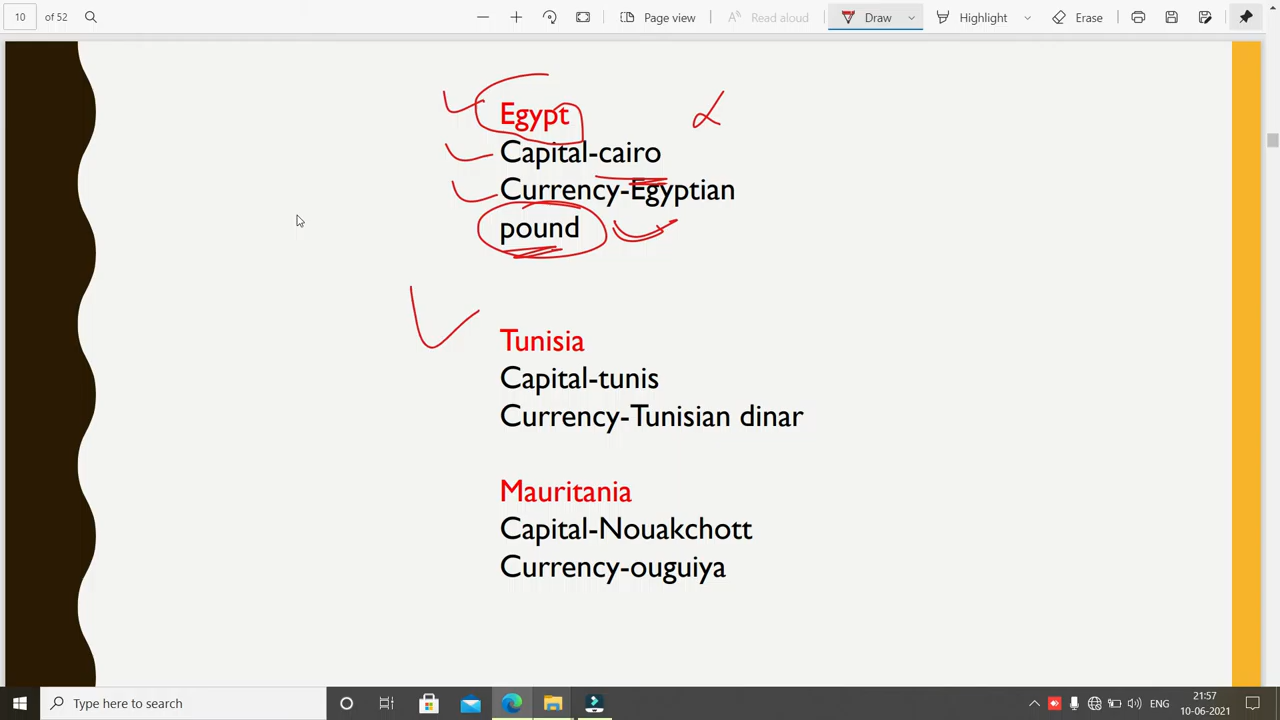 10 of 52
Page view
Read aloud
Draw
Highlight
Erase
Egypt
Capital-cairo
Currency-Egyptian
pound
Tunisia
Capital-tunis
Currency-Tunisian dinar
Mauritania
Capital-Nouakchott
Currency-ouguiya
Type here to search
ENG
21:57
10-06-2021